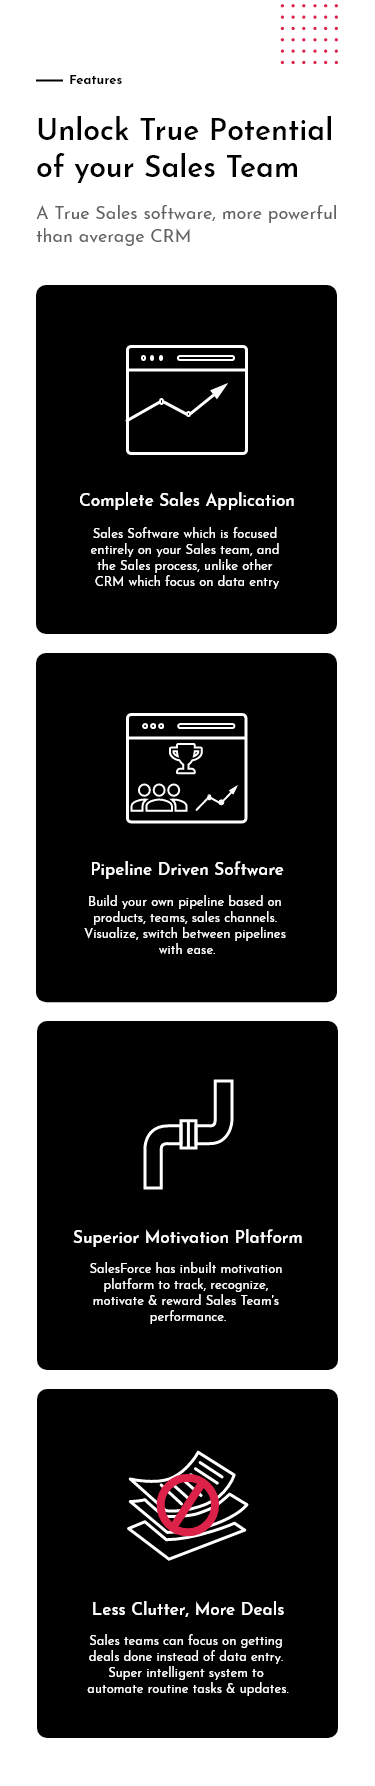 Features
Unlock True Potential
of your Sales Team
A True Sales software, more powerful
than average CRM
Complete Sales Application
Sales Software which is focused
entirely on your Sales team, and
the Sales process, unlike other
CRM which focus on data entry
Pipeline Driven Software
Build your own pipeline based on
products, teams, sales channels.
Visualize, switch between pipelines
with ease.
Superior Motivation Platform
SalesForce has inbuilt motivation
platform to track, recognize,
motivate & reward Sales Team's
performance.
Less Clutter, More Deals
Sales teams can focus on getting
deals done instead of data entry.
Super intelligent system to
automate routine tasks & updates.